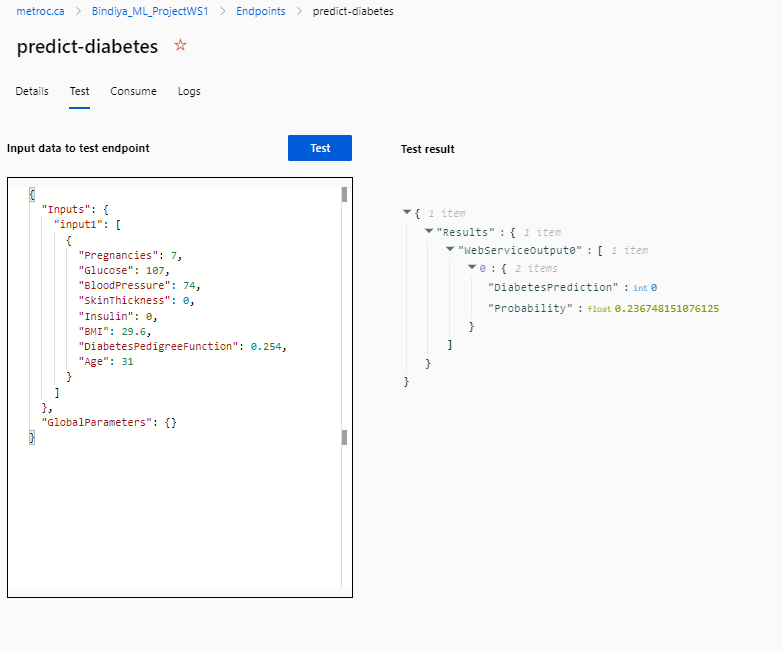 metroc.ca > Bindiya_ML_ProjectWS1 > Endpoints > predict-diabetes
predict-diabetes
Details Test Consume Logs
Input data to test endpoint
Test
{
"Inputs": {
"input1": [
{
"Pregnancies": 7,
"Glucose": 107,
"BloodPressure": 74,
"SkinThickness": 0,
"Insulin": 0,
"BMI": 29.6,
"DiabetesPedigreeFunction": 0.254,
"Age": 31
}
]
},
"GlobalParameters": {}
}
Test result
{ 1 item
"Results" : { 1 item
"WebServiceOutput0" : [ 1 item
0 : { 2 items
"DiabetesPrediction" : int 0
"Probability" : float 0.236748151076125
}
]
}
}